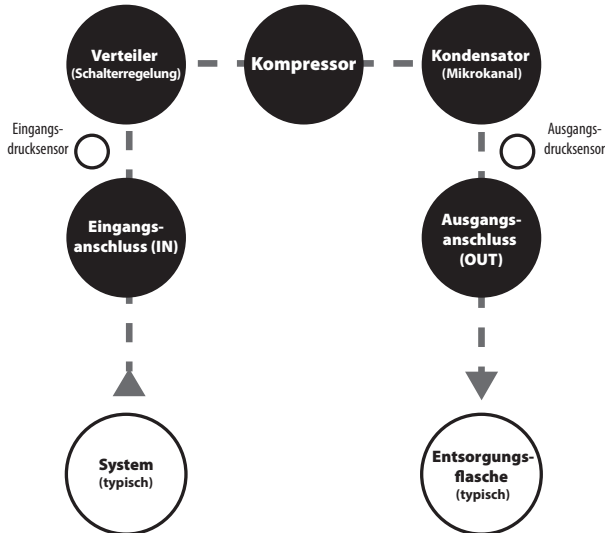 Verteiler
(Schalterregelung)
Kompressor
Kondensator
(Mikrokanal)
Eingangs-
drucksensor
Ausgangs-
drucksensor
Eingangs-
anschluss (IN)
Ausgangs-
anschluss
(OUT)
System
(typisch)
Entsorgungs-
flasche
(typisch)